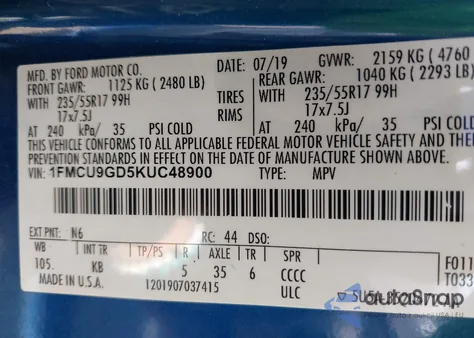 MFD. BY FORD MOTOR CO.
DATE: 07/19 GVWR: 2159 KG (4760
FRONT GAWR: 1125 KG (2480 LB) REAR GAWR: 1040 KG (2293 LB)
WITH 235/55R17 99H TIRES WITH 235/55R17 99H
17x7.5J RIMS 17x7.5J
AT 240 kPa/ 35 PSI COLD AT 240 kPa/ 35 PSI COLD
THIS VEHICLE CONFORMS TO ALL APPLICABLE FEDERAL MOTOR VEHICLE SAFETY
PREVENTION STANDARDS IN EFFECT ON THE DATE OF MANUFACTURE SHOWN
VIN: 1FMCU9GD5KUC48900 TYPE: MPV
EXT PNT: N6 RC: 44 DSO:
WB INT TR TP/PS R AXLE TR SPR
105. KB 5 35 6 CCCC
MADE IN U.S.A. 1201907037415 ULC
F011
T033
autoSnap